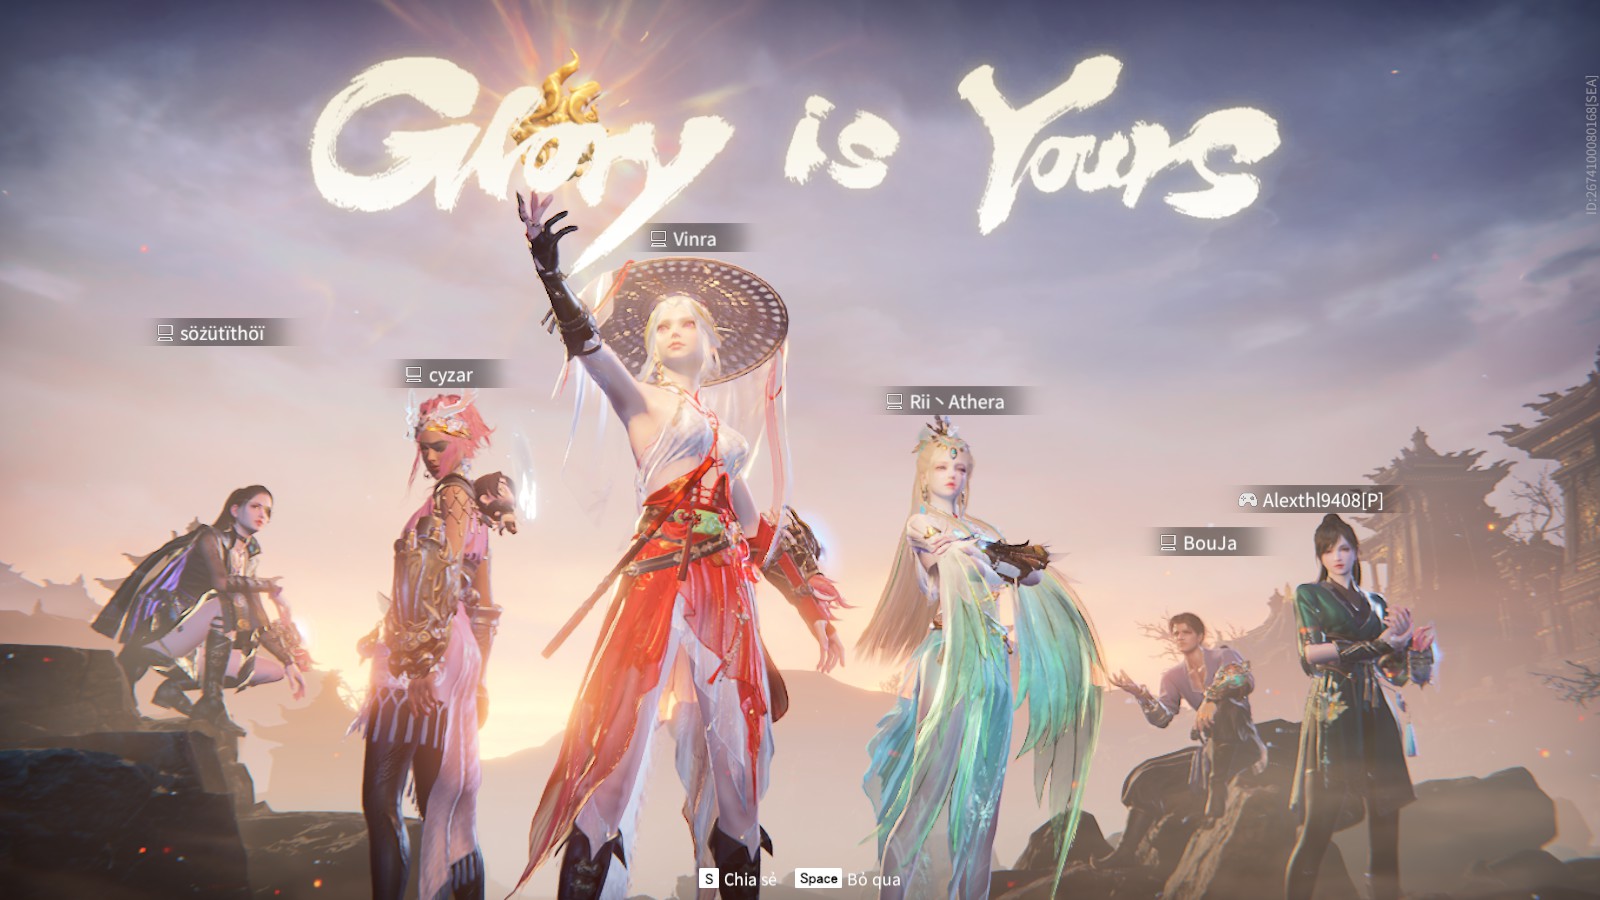 Glory is Yours
Vinra
sözütïthöï
cyzar
Rii丶Athera
Alexthl9408[P]
BouJa
S Chia sẻ Space Bỏ qua
ID:2674100080168[SEA]